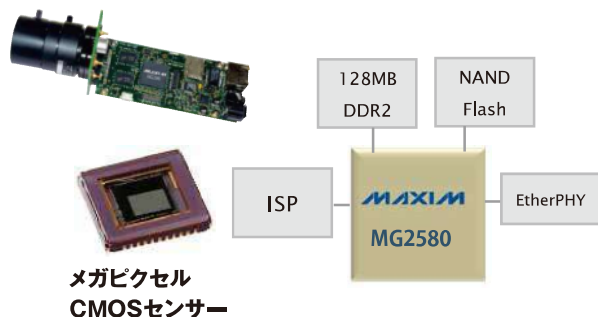 128MB
DDR2
NAND
Flash
ISP
MAXIM
MG2580
EtherPHY
メガピクセル
CMOSセンサー